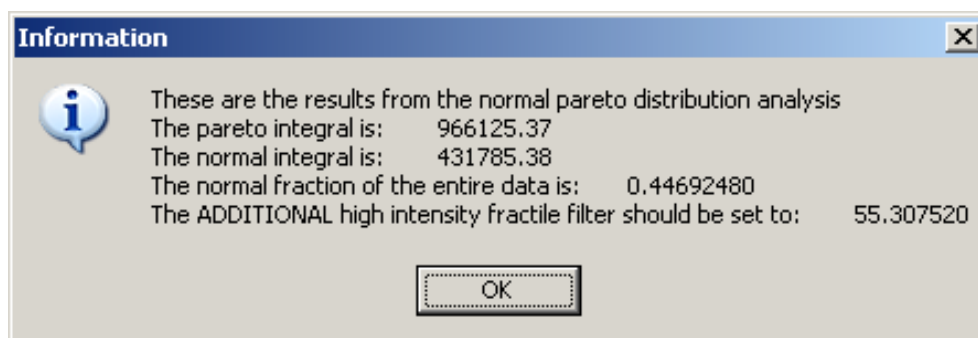 Information
These are the results from the normal pareto distribution analysis
The pareto integral is: 966125.37
The normal integral is: 431785.38
The normal fraction of the entire data is: 0.44692480
The ADDITIONAL high intensity fractile filter should be set to: 55.307520
OK